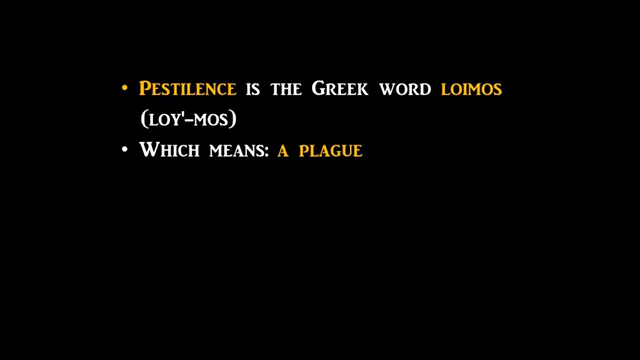 • Pestilence is the Greek word loimos
(loy'-mos)
• Which means: a plague